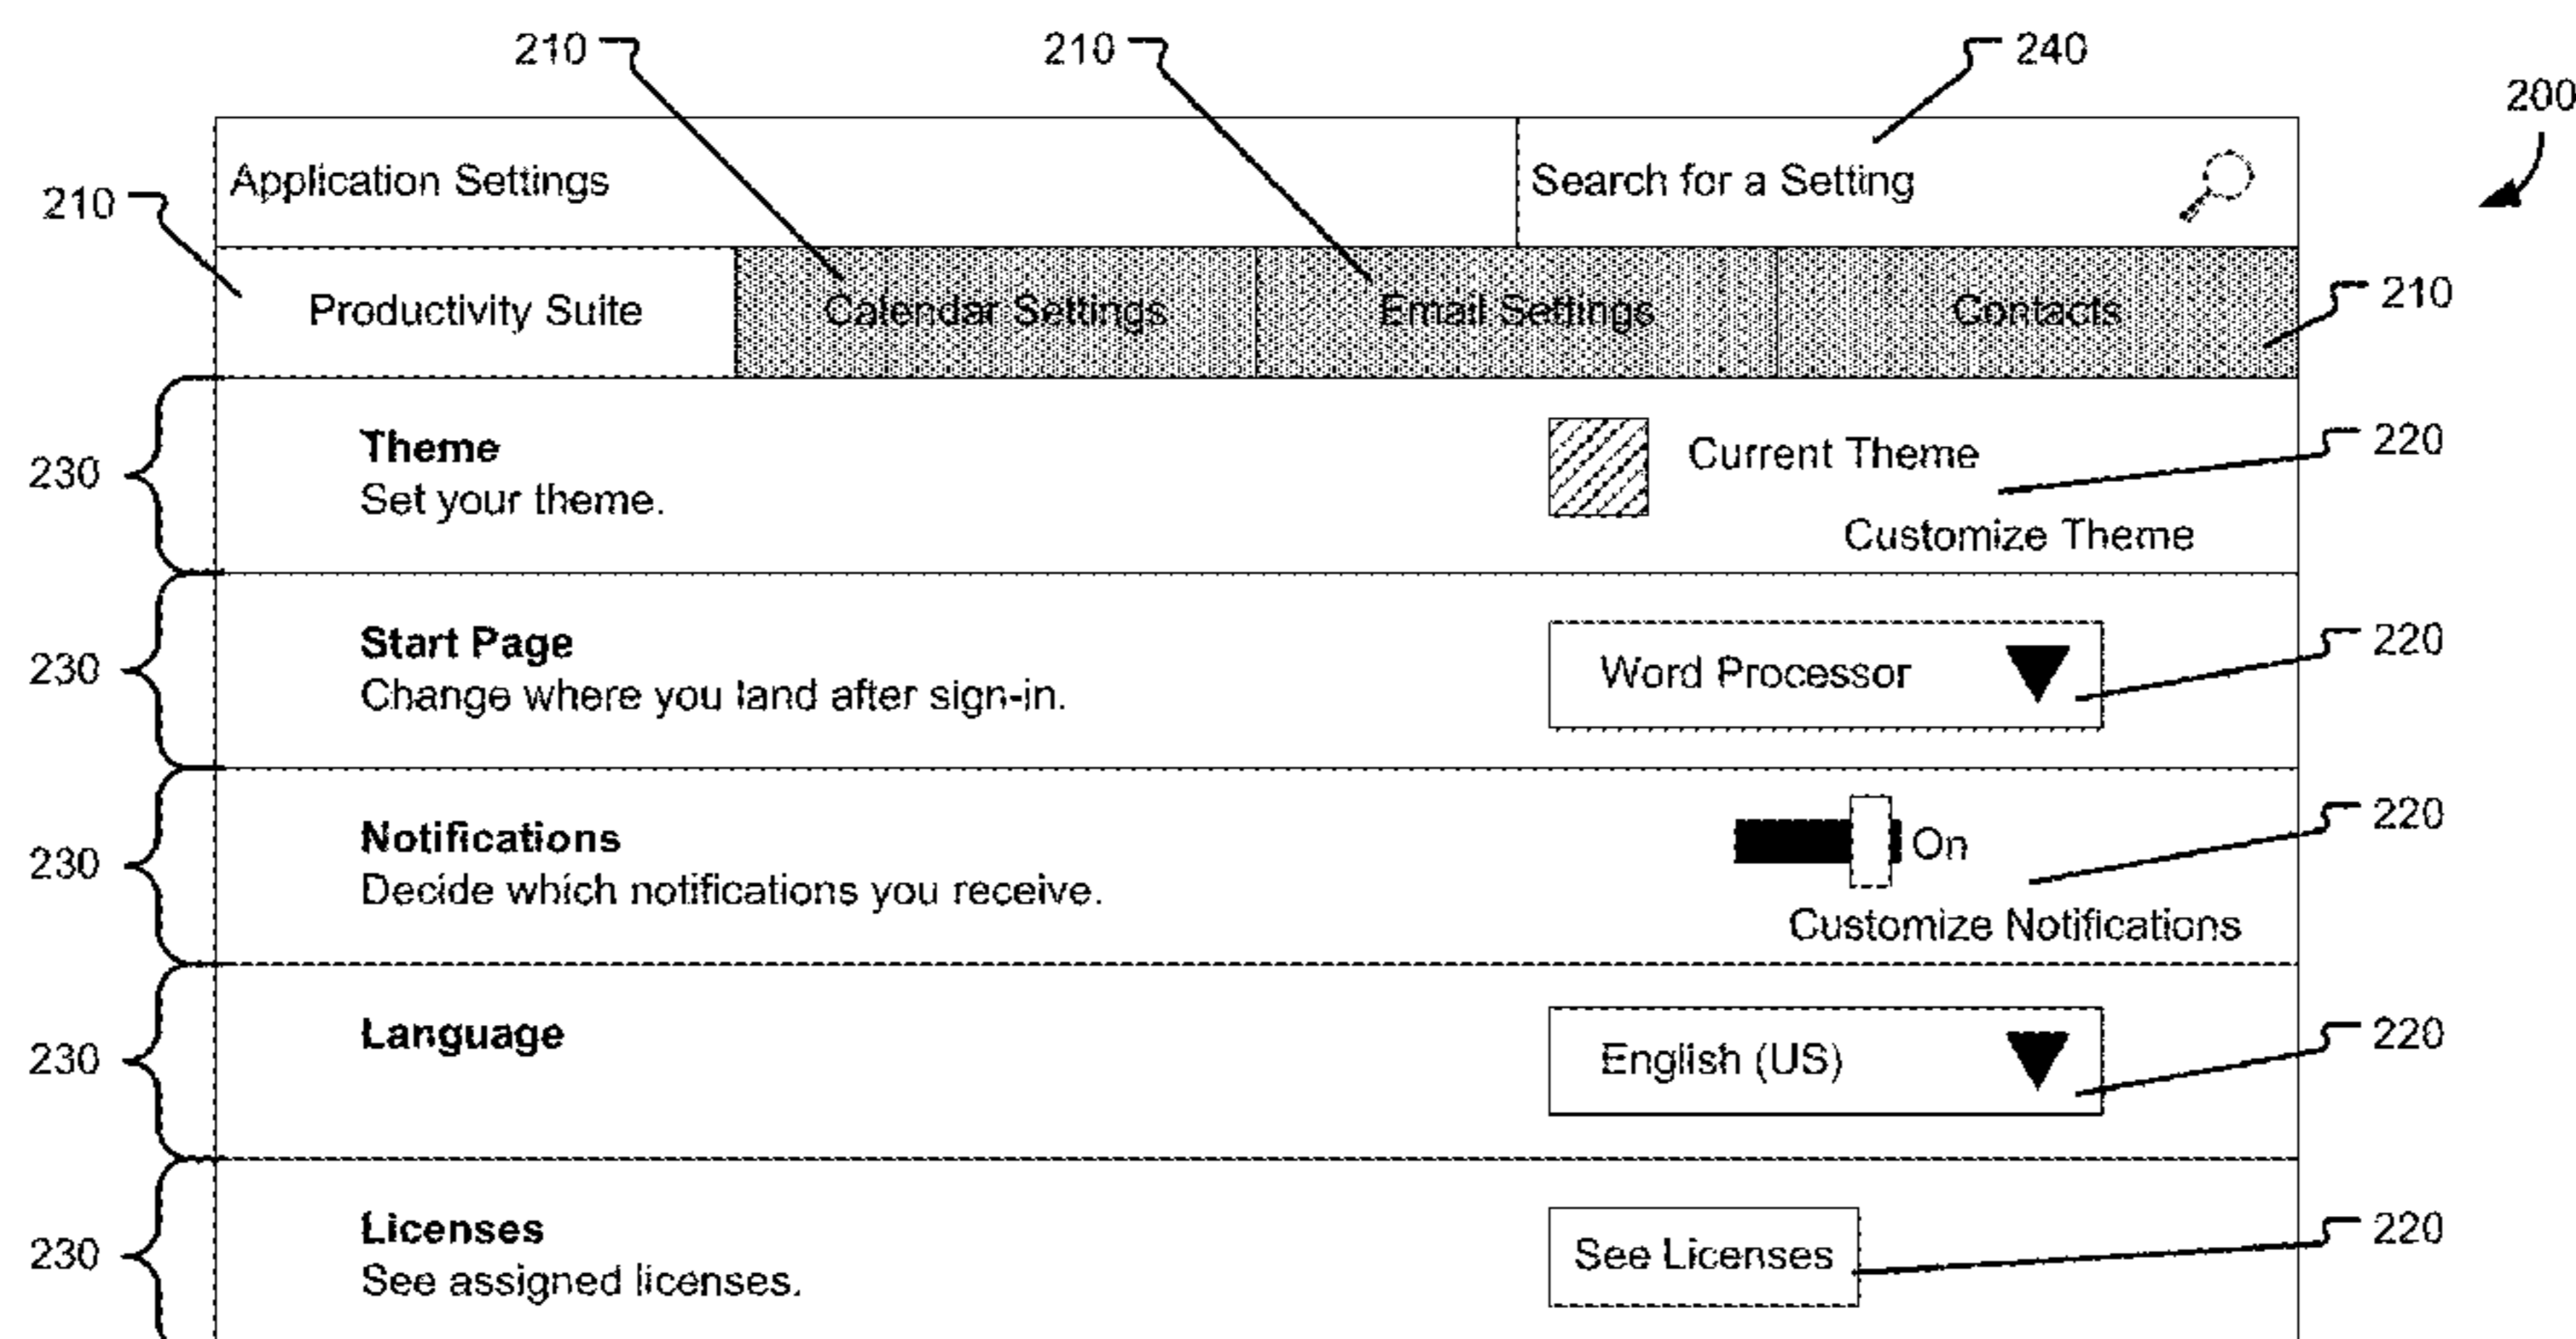 210 210 240
200
Application Settings Search for a Setting
210
Productivity Suite Calendar Settings Email Settings Contacts 210
230 Theme Current Theme 220
Set your theme.
Customize Theme
230 Start Page Word Processor 220
Change where you land after sign-in.
230 Notifications On 220
Decide which notifications you receive.
Customize Notifications
230 Language English (US) 220
230 Licenses See Licenses 220
See assigned licenses.